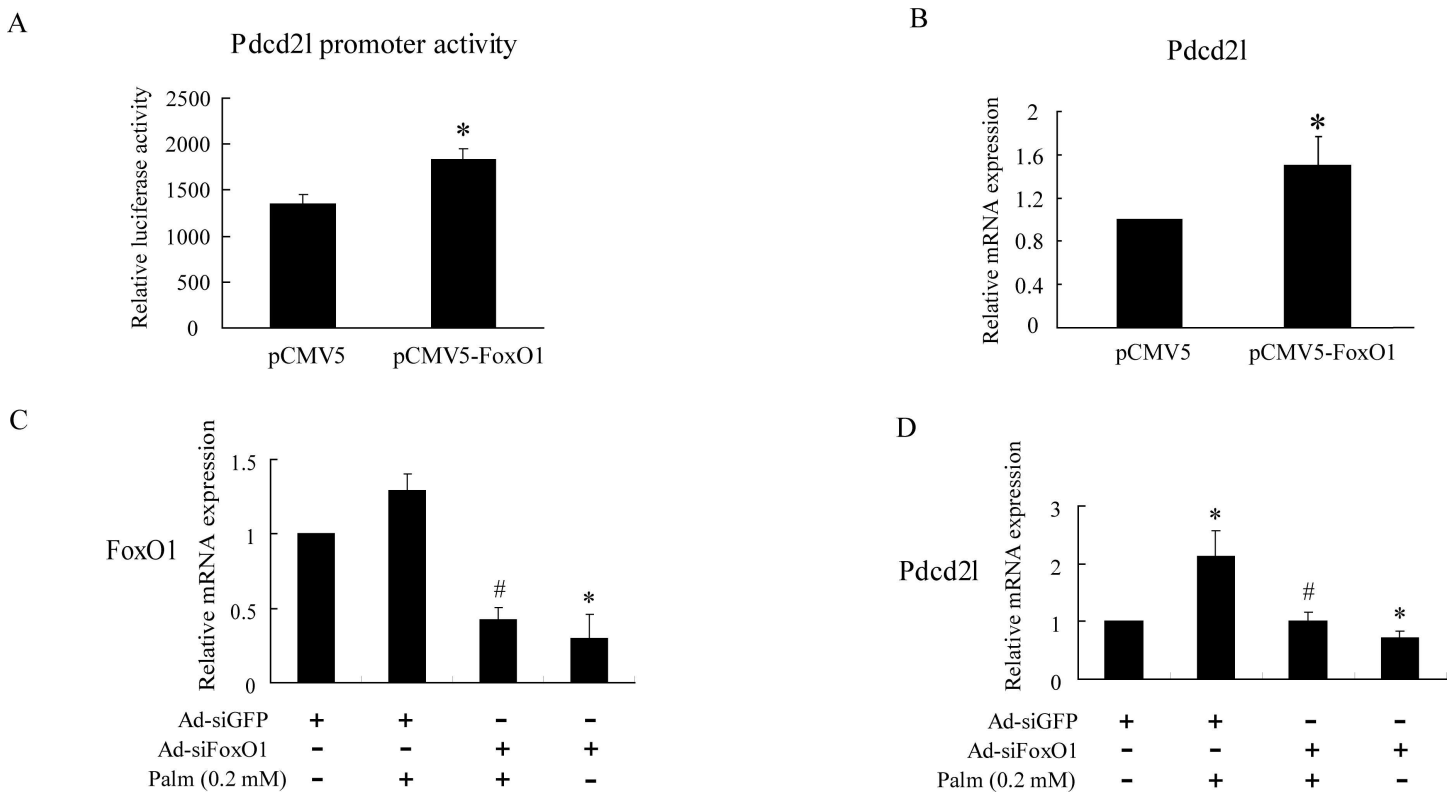 A
Pdcd2l promoter activity
Relative luciferase activity
2500
2000
1500
1000
500
0
*
pCMV5
pCMV5-FoxO1
B
Pdcd2l
Relative mRNA expression
2
1.6
1.2
0.8
0.4
0
*
pCMV5
pCMV5-FoxO1
C
FoxO1
Relative mRNA expression
1.5
1
0.5
0
#
*
Ad-siGFP + + - -
Ad-siFoxO1 - - + +
Palm (0.2 mM) - + + -
D
Pdcd2l
Relative mRNA expression
3
2
1
0
*
#
*
Ad-siGFP + + - -
Ad-siFoxO1 - - + +
Palm (0.2 mM) - + + -